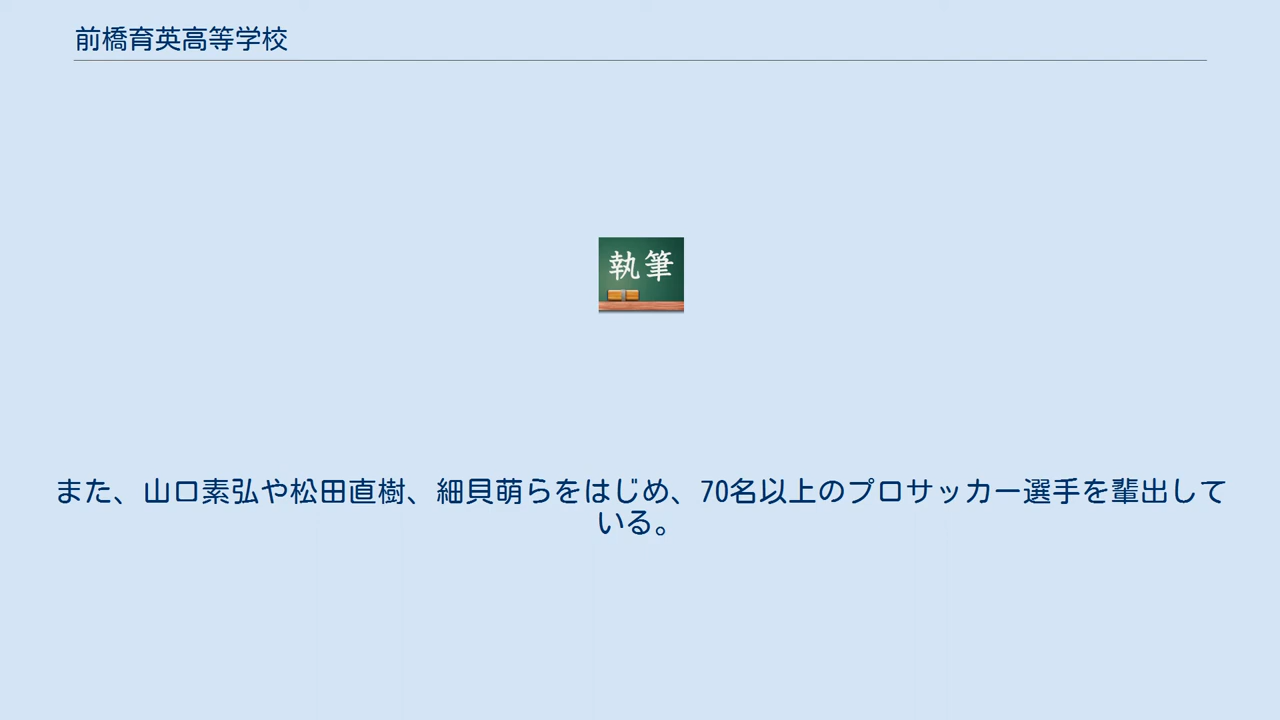 前橋育英高等学校
執筆
また、山口素弘や松田直樹、細貝萌らをはじめ、70名以上のプロサッカー選手を輩出して
いる。